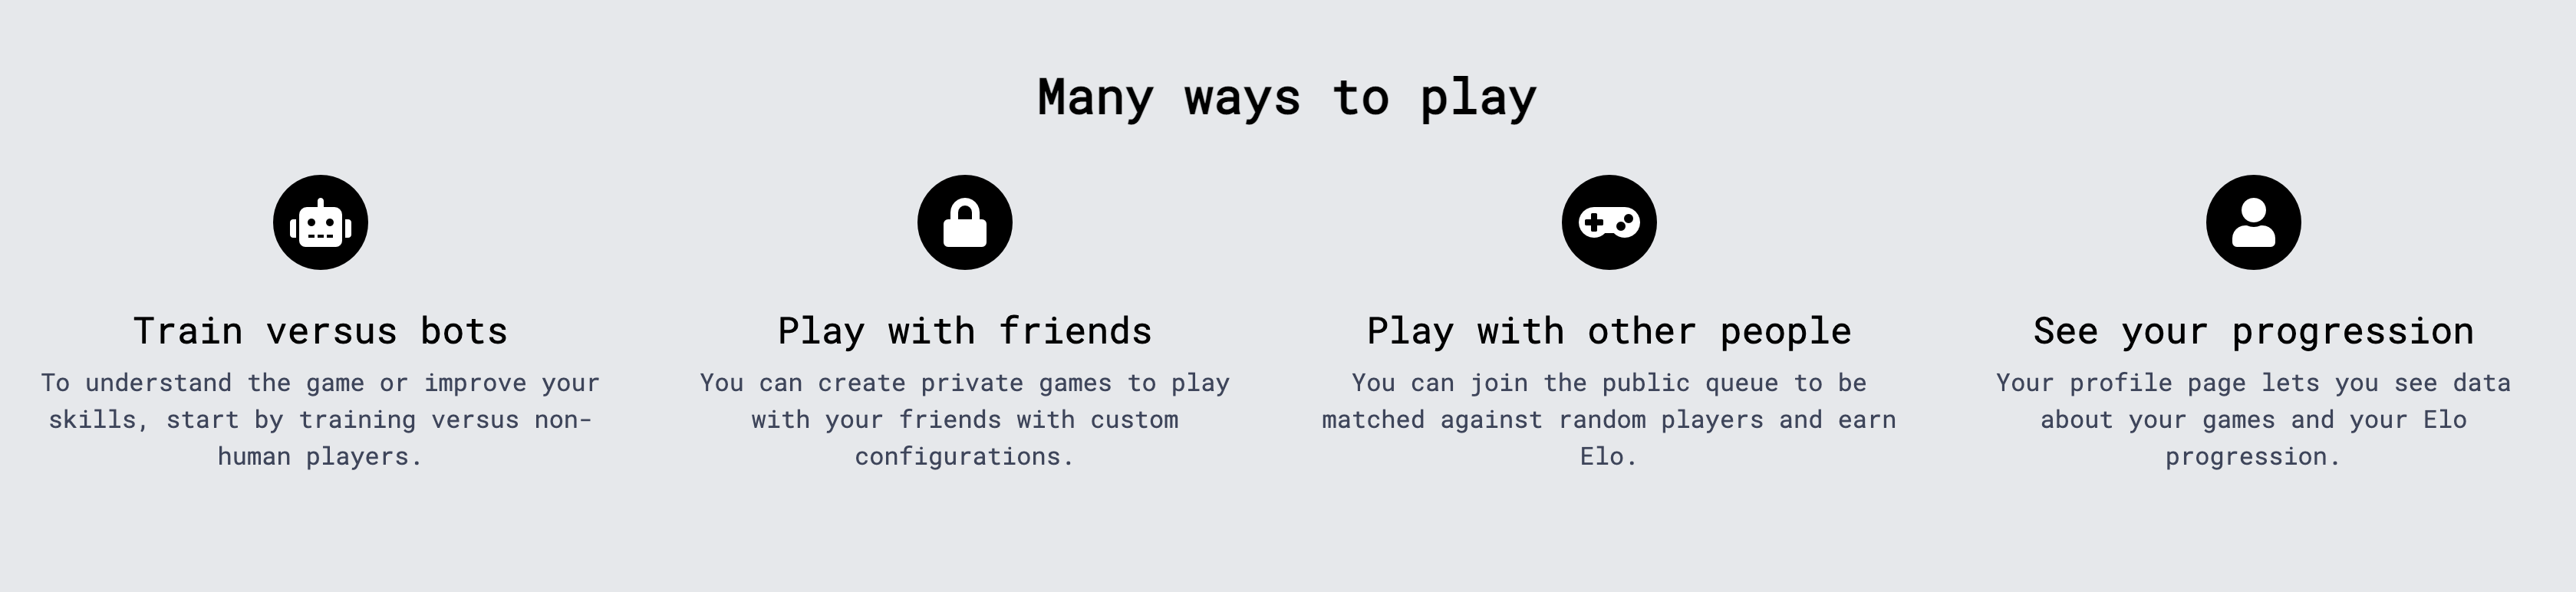 Many ways to play
Train versus bots
To understand the game or improve your
skills, start by training versus non-
human players.
Play with friends
You can create private games to play
with your friends with custom
configurations.
Play with other people
You can join the public queue to be
matched against random players and earn
Elo.
See your progression
Your profile page lets you see data
about your games and your Elo
progression.